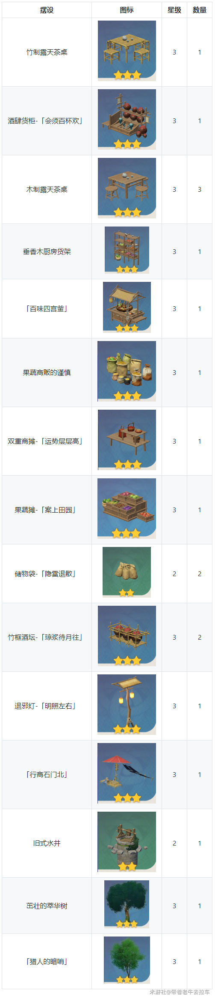 摆设 图标 星级 数量
竹制露天茶桌 3 1
酒肆货柜-「会须百杯欢」 3 1
木制露天茶桌 3 3
垂香木厨房货架 3 1
「百味四宫釜」 3 1
果蔬商贩的谨慎 3 1
双重商摊-「运势层层高」 3 1
果蔬摊-「案上田园」 3 1
储物袋-「隐雷退散」 2 2
竹框酒坛-「琼浆待月往」 3 2
退邪灯-「明照左右」 3 1
「行商石门北」 3 1
旧式水井 2 1
茁壮的萃华树 3 1
「猎人的暗哨」 3 1
米游社@带着老牛去拉车